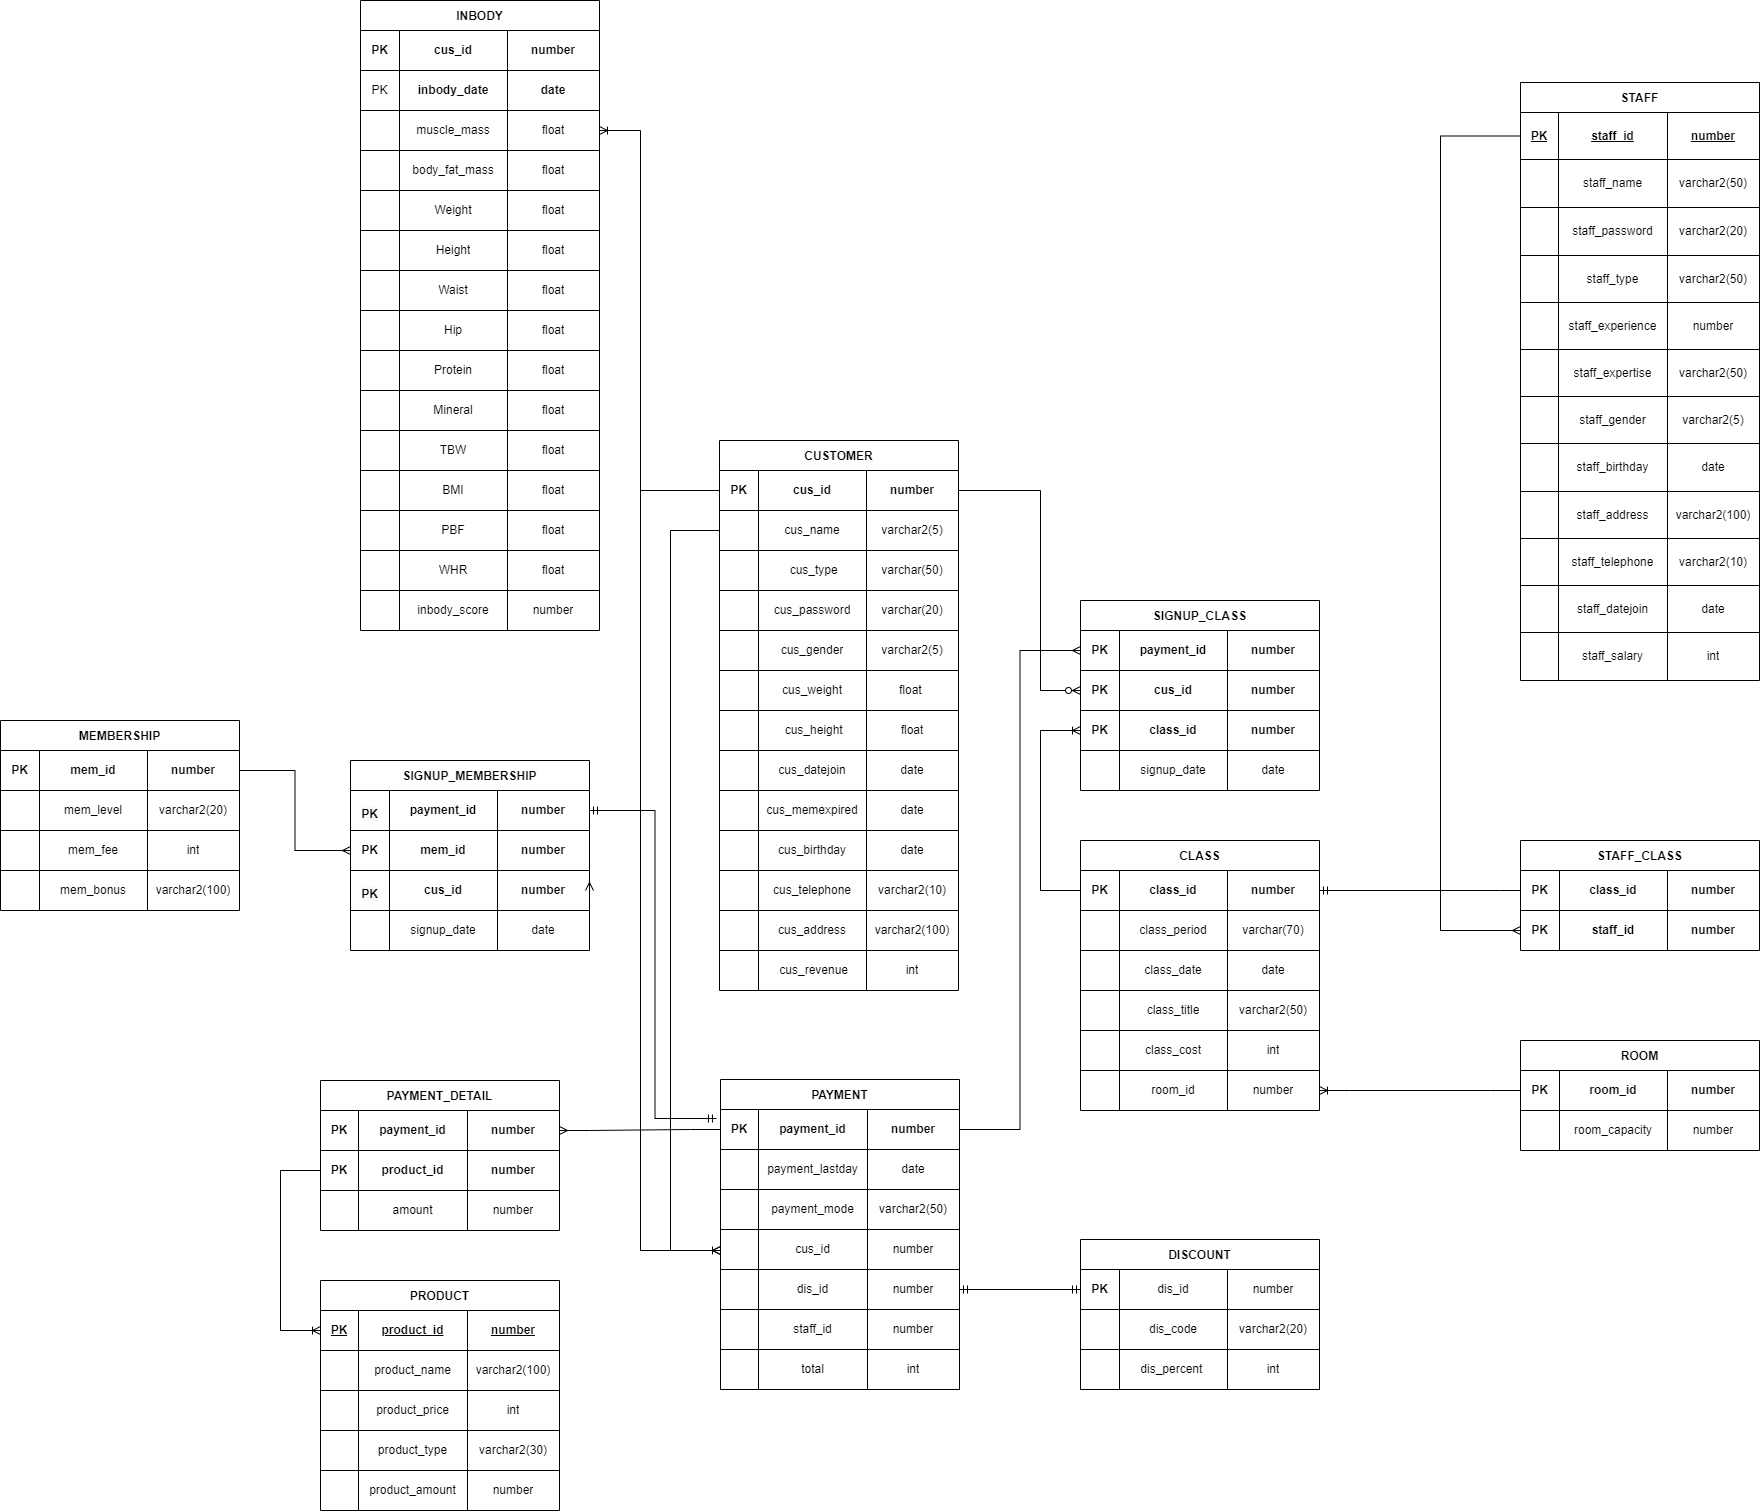 INBODY
PK cus_id number
PK inbody_date date
muscle_mass float
body_fat_mass float
Weight float
Height float
Waist float
Hip float
Protein float
Mineral float
TBW float
BMI float
PBF float
WHR float
inbody_score number
STAFF
PK staff_id number
staff_name varchar2(50)
staff_password varchar2(20)
staff_type varchar2(50)
staff_experience number
staff_expertise varchar2(50)
staff_gender varchar2(5)
staff_birthday date
staff_address varchar2(100)
staff_telephone varchar2(10)
staff_datejoin date
staff_salary int
CUSTOMER
PK cus_id number
cus_name varchar2(5)
cus_type varchar(50)
cus_password varchar(20)
cus_gender varchar2(5)
cus_weight float
cus_height float
cus_datejoin date
cus_memexpired date
cus_birthday date
cus_telephone varchar2(10)
cus_address varchar2(100)
cus_revenue int
SIGNUP_CLASS
PK payment_id number
PK cus_id number
PK class_id number
signup_date date
MEMBERSHIP
PK mem_id number
mem_level varchar2(20)
mem_fee int
mem_bonus varchar2(100)
SIGNUP_MEMBERSHIP
PK payment_id number
PK mem_id number
PK cus_id number
signup_date date
CLASS
PK class_id number
class_period varchar(70)
class_date date
class_title varchar2(50)
class_cost int
room_id number
STAFF_CLASS
PK class_id number
PK staff_id number
ROOM
PK room_id number
room_capacity number
PAYMENT_DETAIL
PK payment_id number
PK product_id number
amount number
PAYMENT
PK payment_id number
payment_lastday date
payment_mode varchar2(50)
cus_id number
dis_id number
staff_id number
total int
DISCOUNT
PK dis_id number
dis_code varchar2(20)
dis_percent int
PRODUCT
PK product_id number
product_name varchar2(100)
product_price int
product_type varchar2(30)
product_amount number